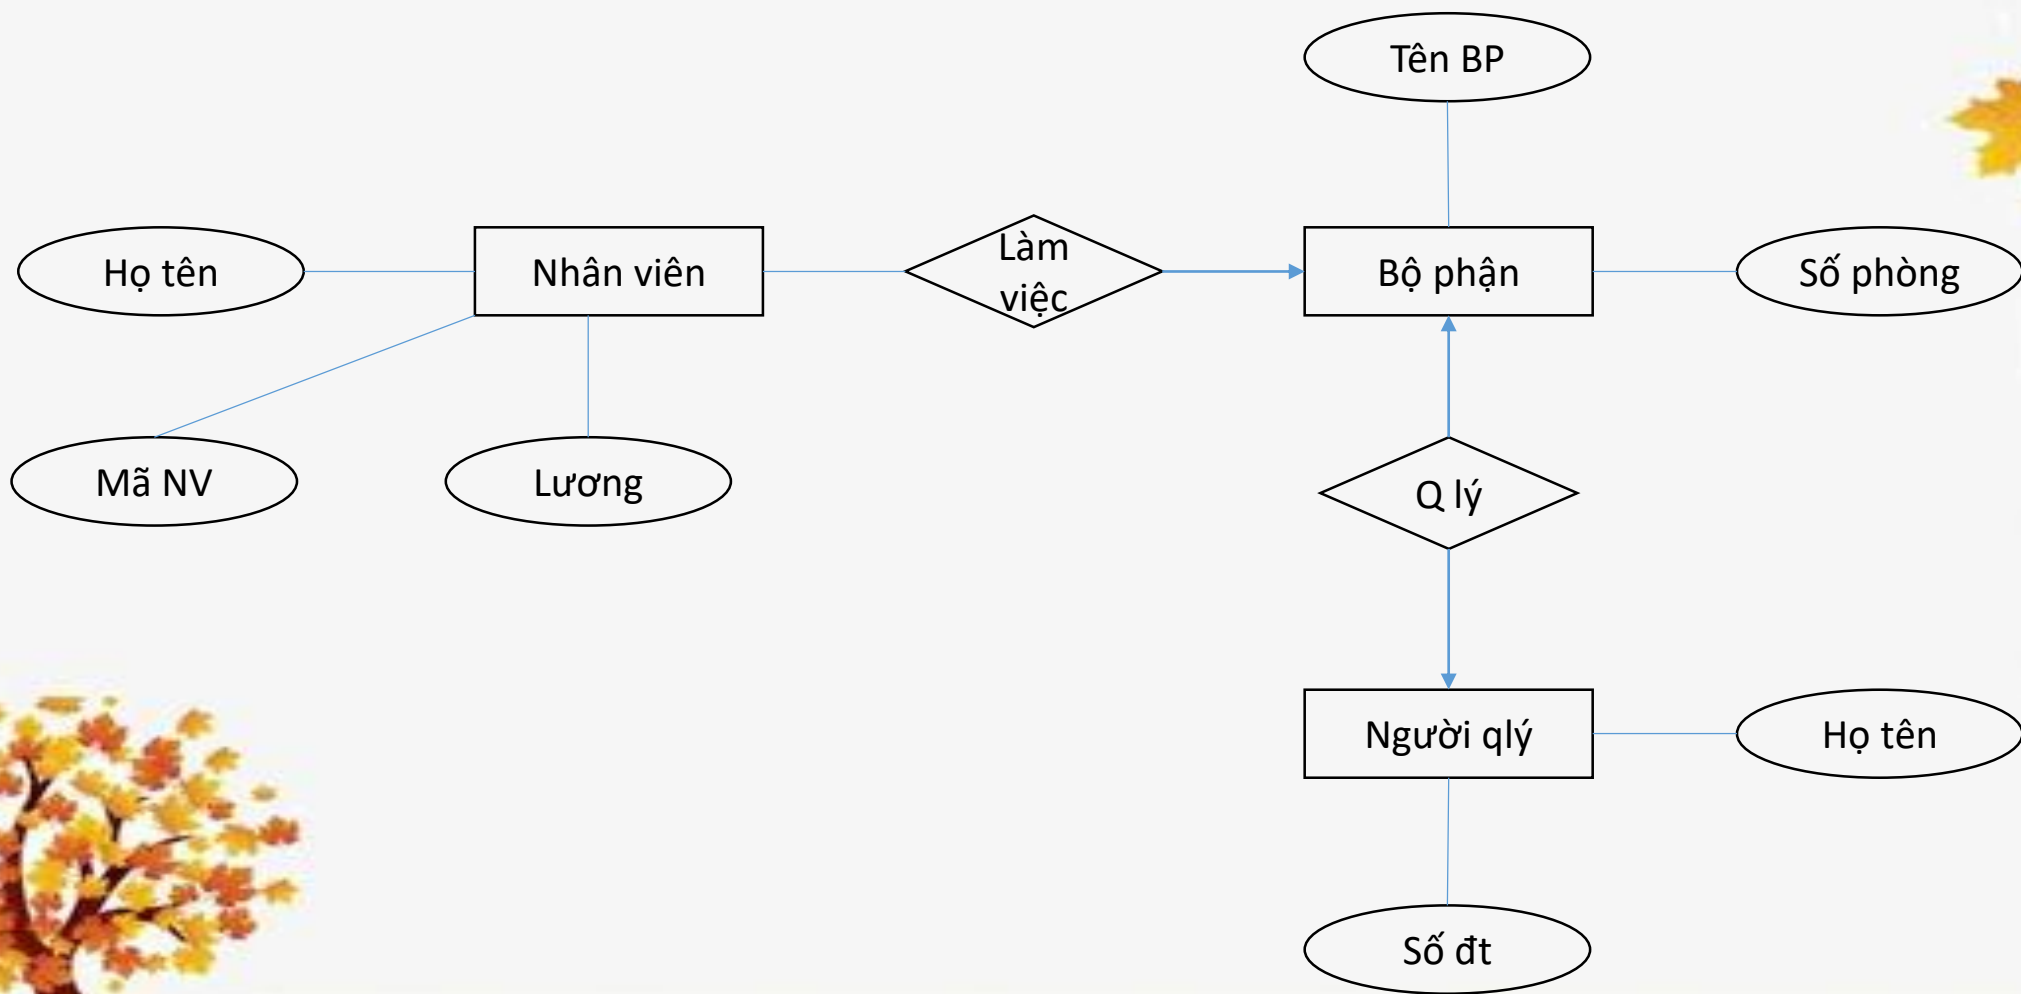 Tên BP
Họ tên
Nhân viên
Làm
việc
Bộ phận
Số phòng
Mã NV
Lương
Q lý
Người qlý
Họ tên
Số đt